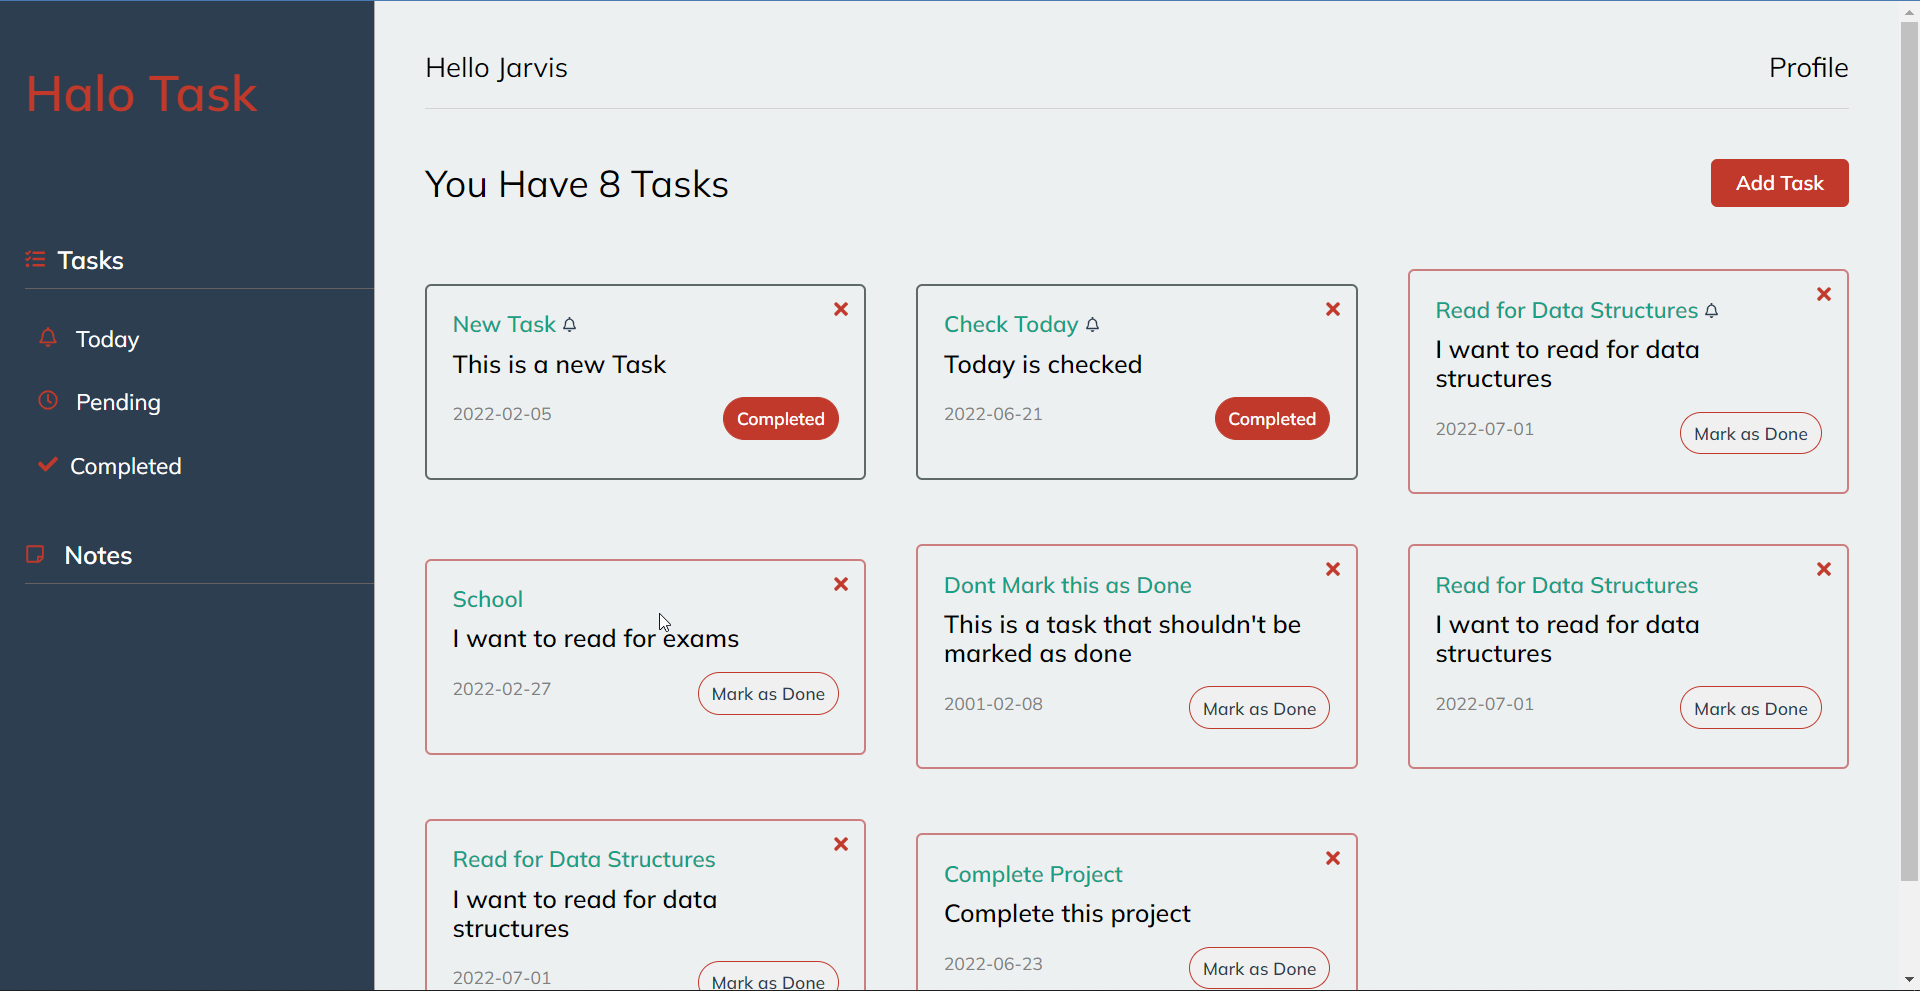 Halo Task
Tasks
Today
Pending
Completed
Notes
Hello Jarvis
Profile
You Have 8 Tasks
Add Task
New Task
This is a new Task
2022-02-05
Completed
Check Today
Today is checked
2022-06-21
Completed
Read for Data Structures
I want to read for data
structures
2022-07-01
Mark as Done
School
I want to read for exams
2022-02-27
Mark as Done
Dont Mark this as Done
This is a task that shouldn't be
marked as done
2001-02-08
Mark as Done
Read for Data Structures
I want to read for data
structures
2022-07-01
Mark as Done
Read for Data Structures
I want to read for data
structures
2022-07-01
Mark as Done
Complete Project
Complete this project
2022-06-23
Mark as Done